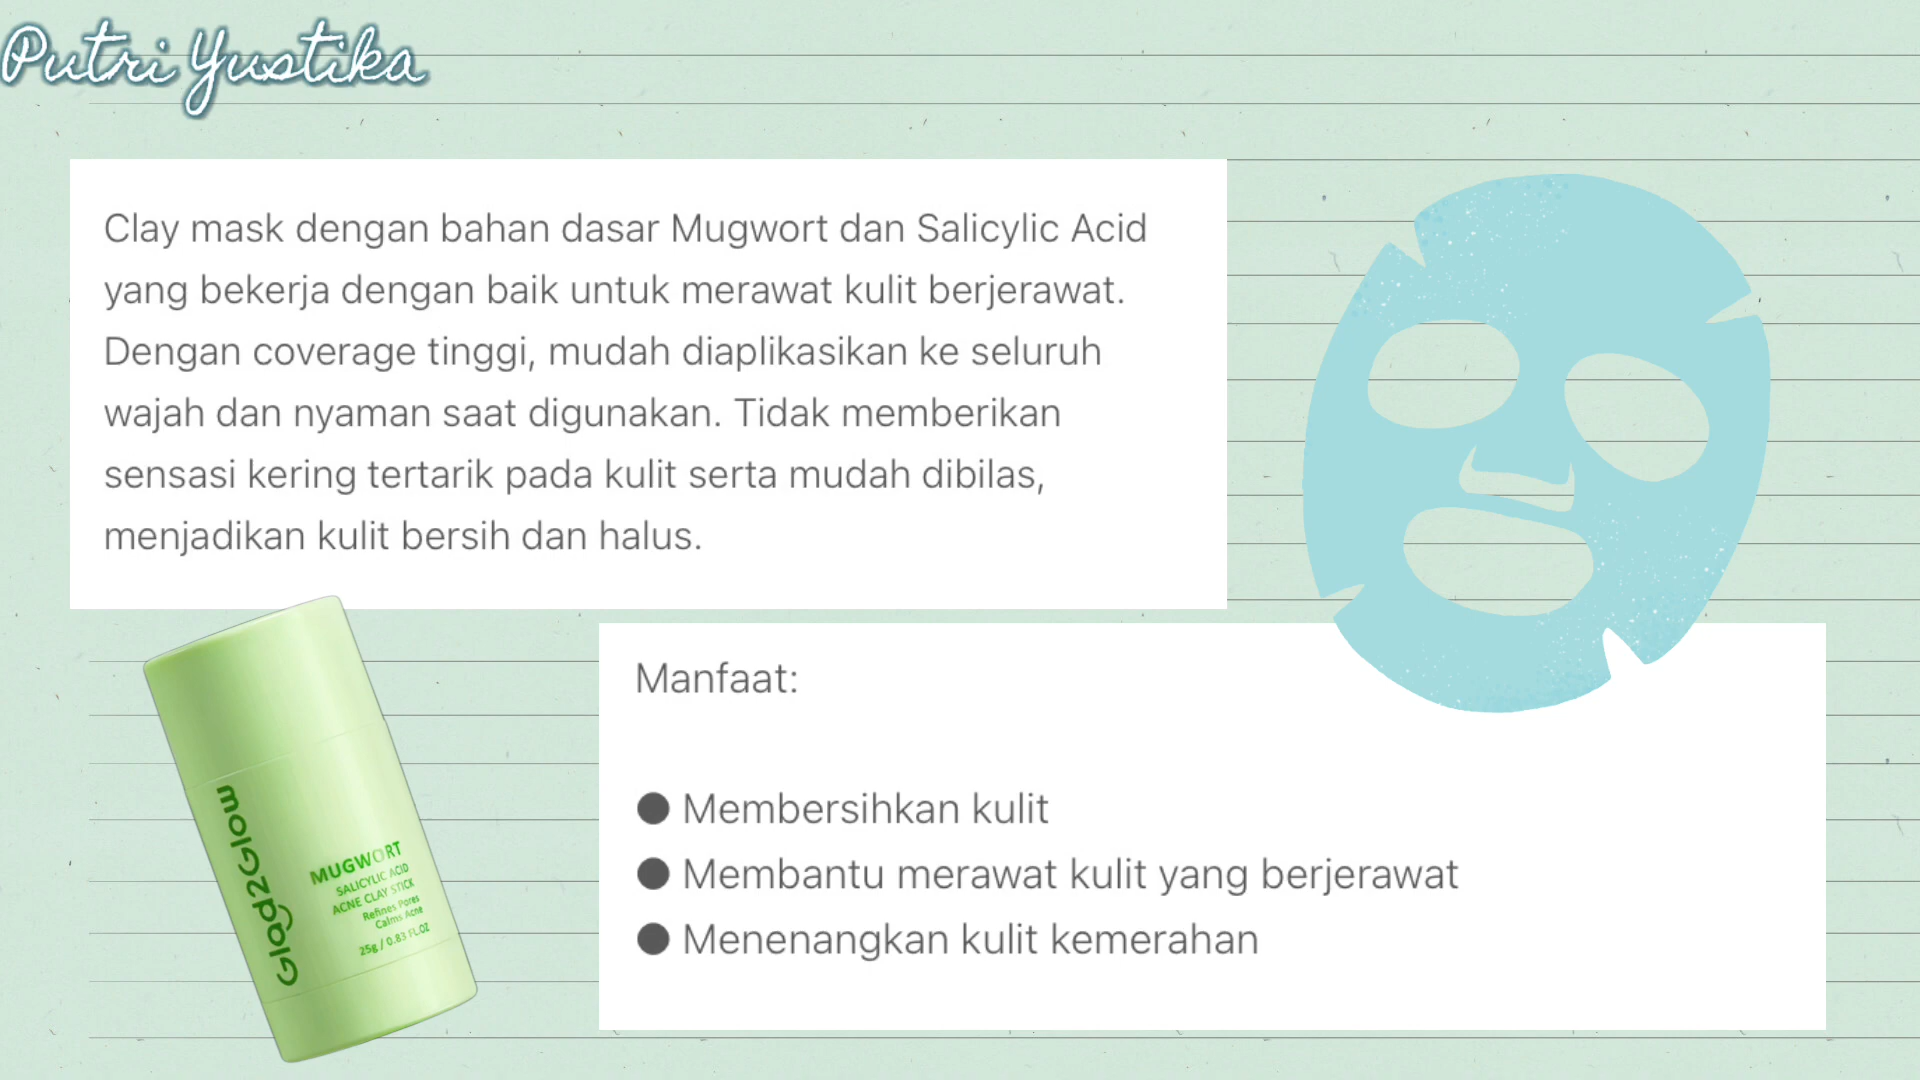 Putri Yustika
Clay mask dengan bahan dasar Mugwort dan Salicylic Acid
yang bekerja dengan baik untuk merawat kulit berjerawat.
Dengan coverage tinggi, mudah diaplikasikan ke seluruh
wajah dan nyaman saat digunakan. Tidak memberikan
sensasi kering tertarik pada kulit serta mudah dibilas,
menjadikan kulit bersih dan halus.
Glad2Glow
MUGWORT
SALICYLIC ACID
ACNE CLAY STICK
Refines Pores
Calms Acne
25g / 0.83 FL.OZ
Manfaat:
● Membersihkan kulit
● Membantu merawat kulit yang berjerawat
● Menenangkan kulit kemerahan